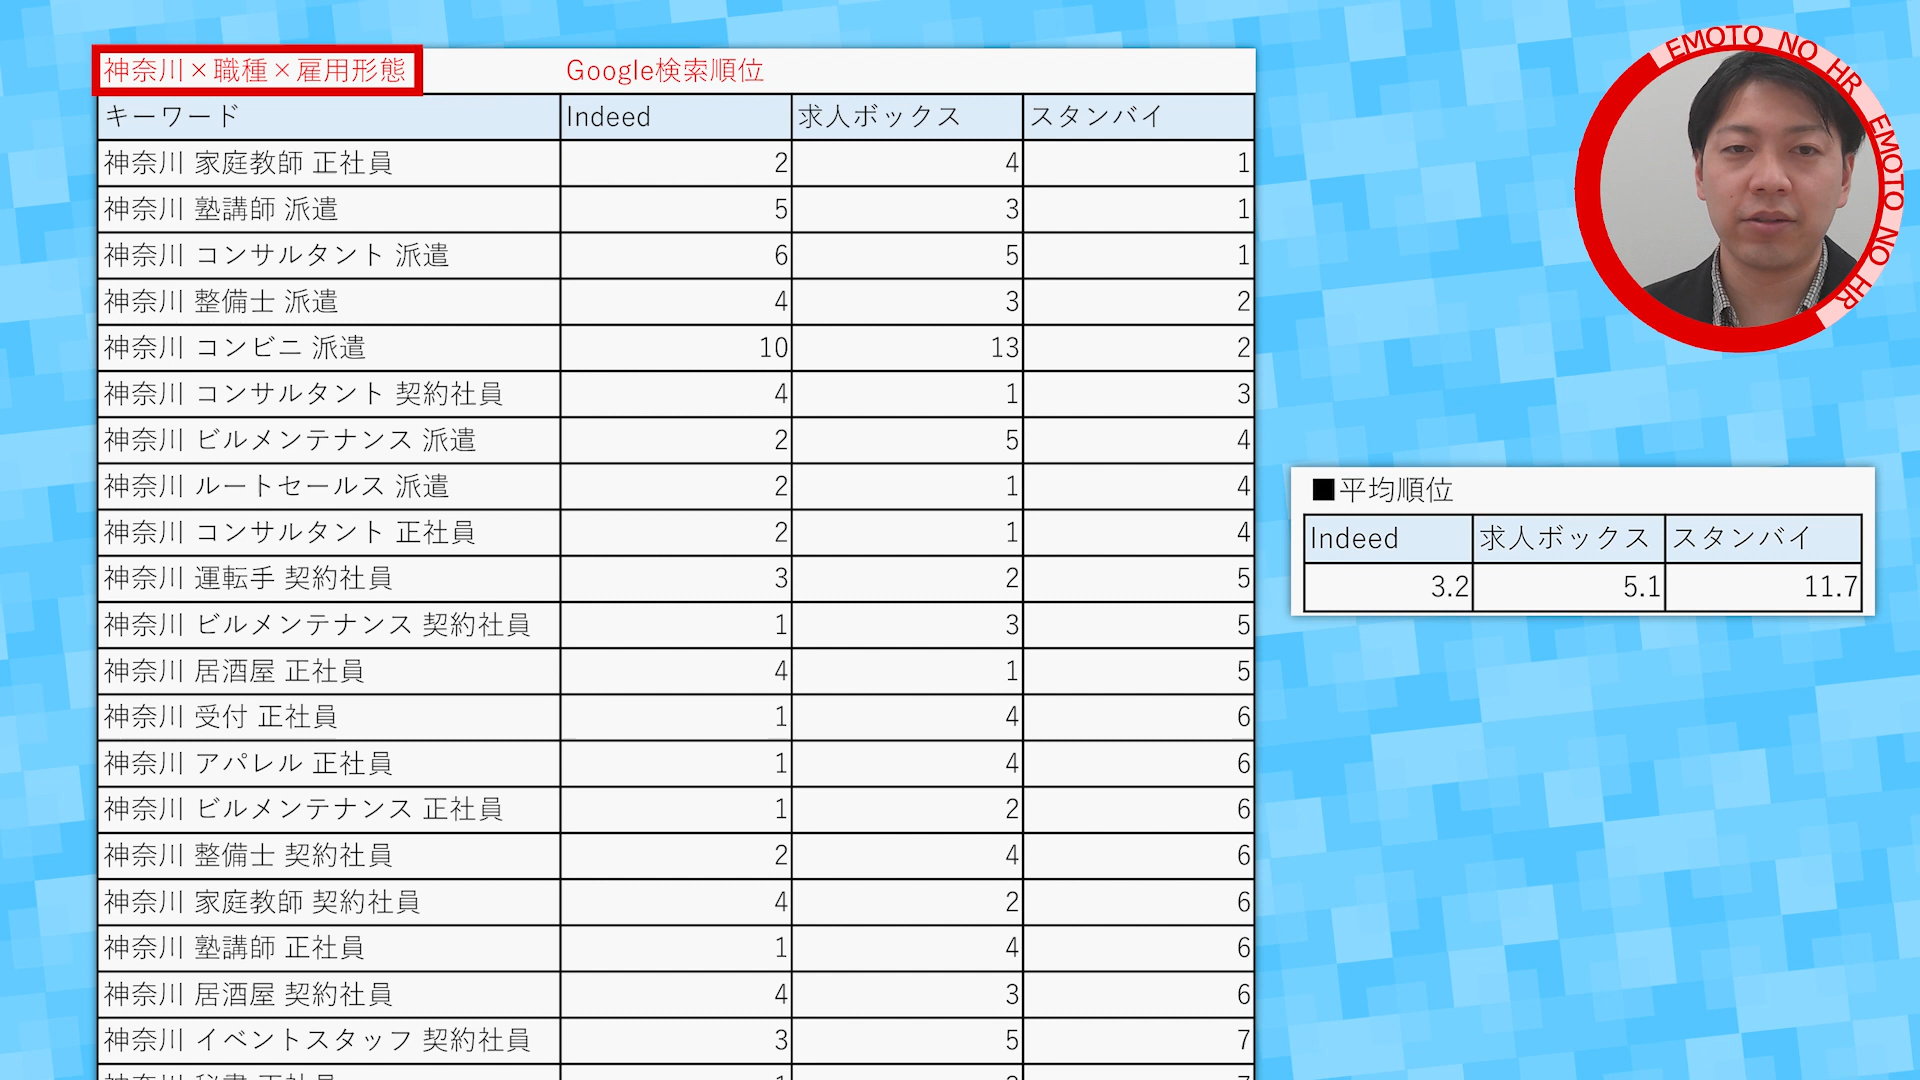 神奈川×職種×雇用形態 Google検索順位
キーワード Indeed 求人ボックス スタンバイ
神奈川 家庭教師 正社員 2 4 1
神奈川 塾講師 派遣 5 3 1
神奈川 コンサルタント 派遣 6 5 1
神奈川 整備士 派遣 4 3 2
神奈川 コンビニ 派遣 10 13 2
神奈川 コンサルタント 契約社員 4 1 3
神奈川 ビルメンテナンス 派遣 2 5 4
神奈川 ルートセールス 派遣 2 1 4
神奈川 コンサルタント 正社員 2 1 4
神奈川 運転手 契約社員 3 2 5
神奈川 ビルメンテナンス 契約社員 1 3 5
神奈川 居酒屋 正社員 4 1 5
神奈川 受付 正社員 1 4 6
神奈川 アパレル 正社員 1 4 6
神奈川 ビルメンテナンス 正社員 1 2 6
神奈川 整備士 契約社員 2 4 6
神奈川 家庭教師 契約社員 4 2 6
神奈川 塾講師 正社員 1 4 6
神奈川 居酒屋 契約社員 4 3 6
神奈川 イベントスタッフ 契約社員 3 5 7
EMOTO NO HR EMOTO NO HR
■平均順位
Indeed 求人ボックス スタンバイ
3.2 5.1 11.7